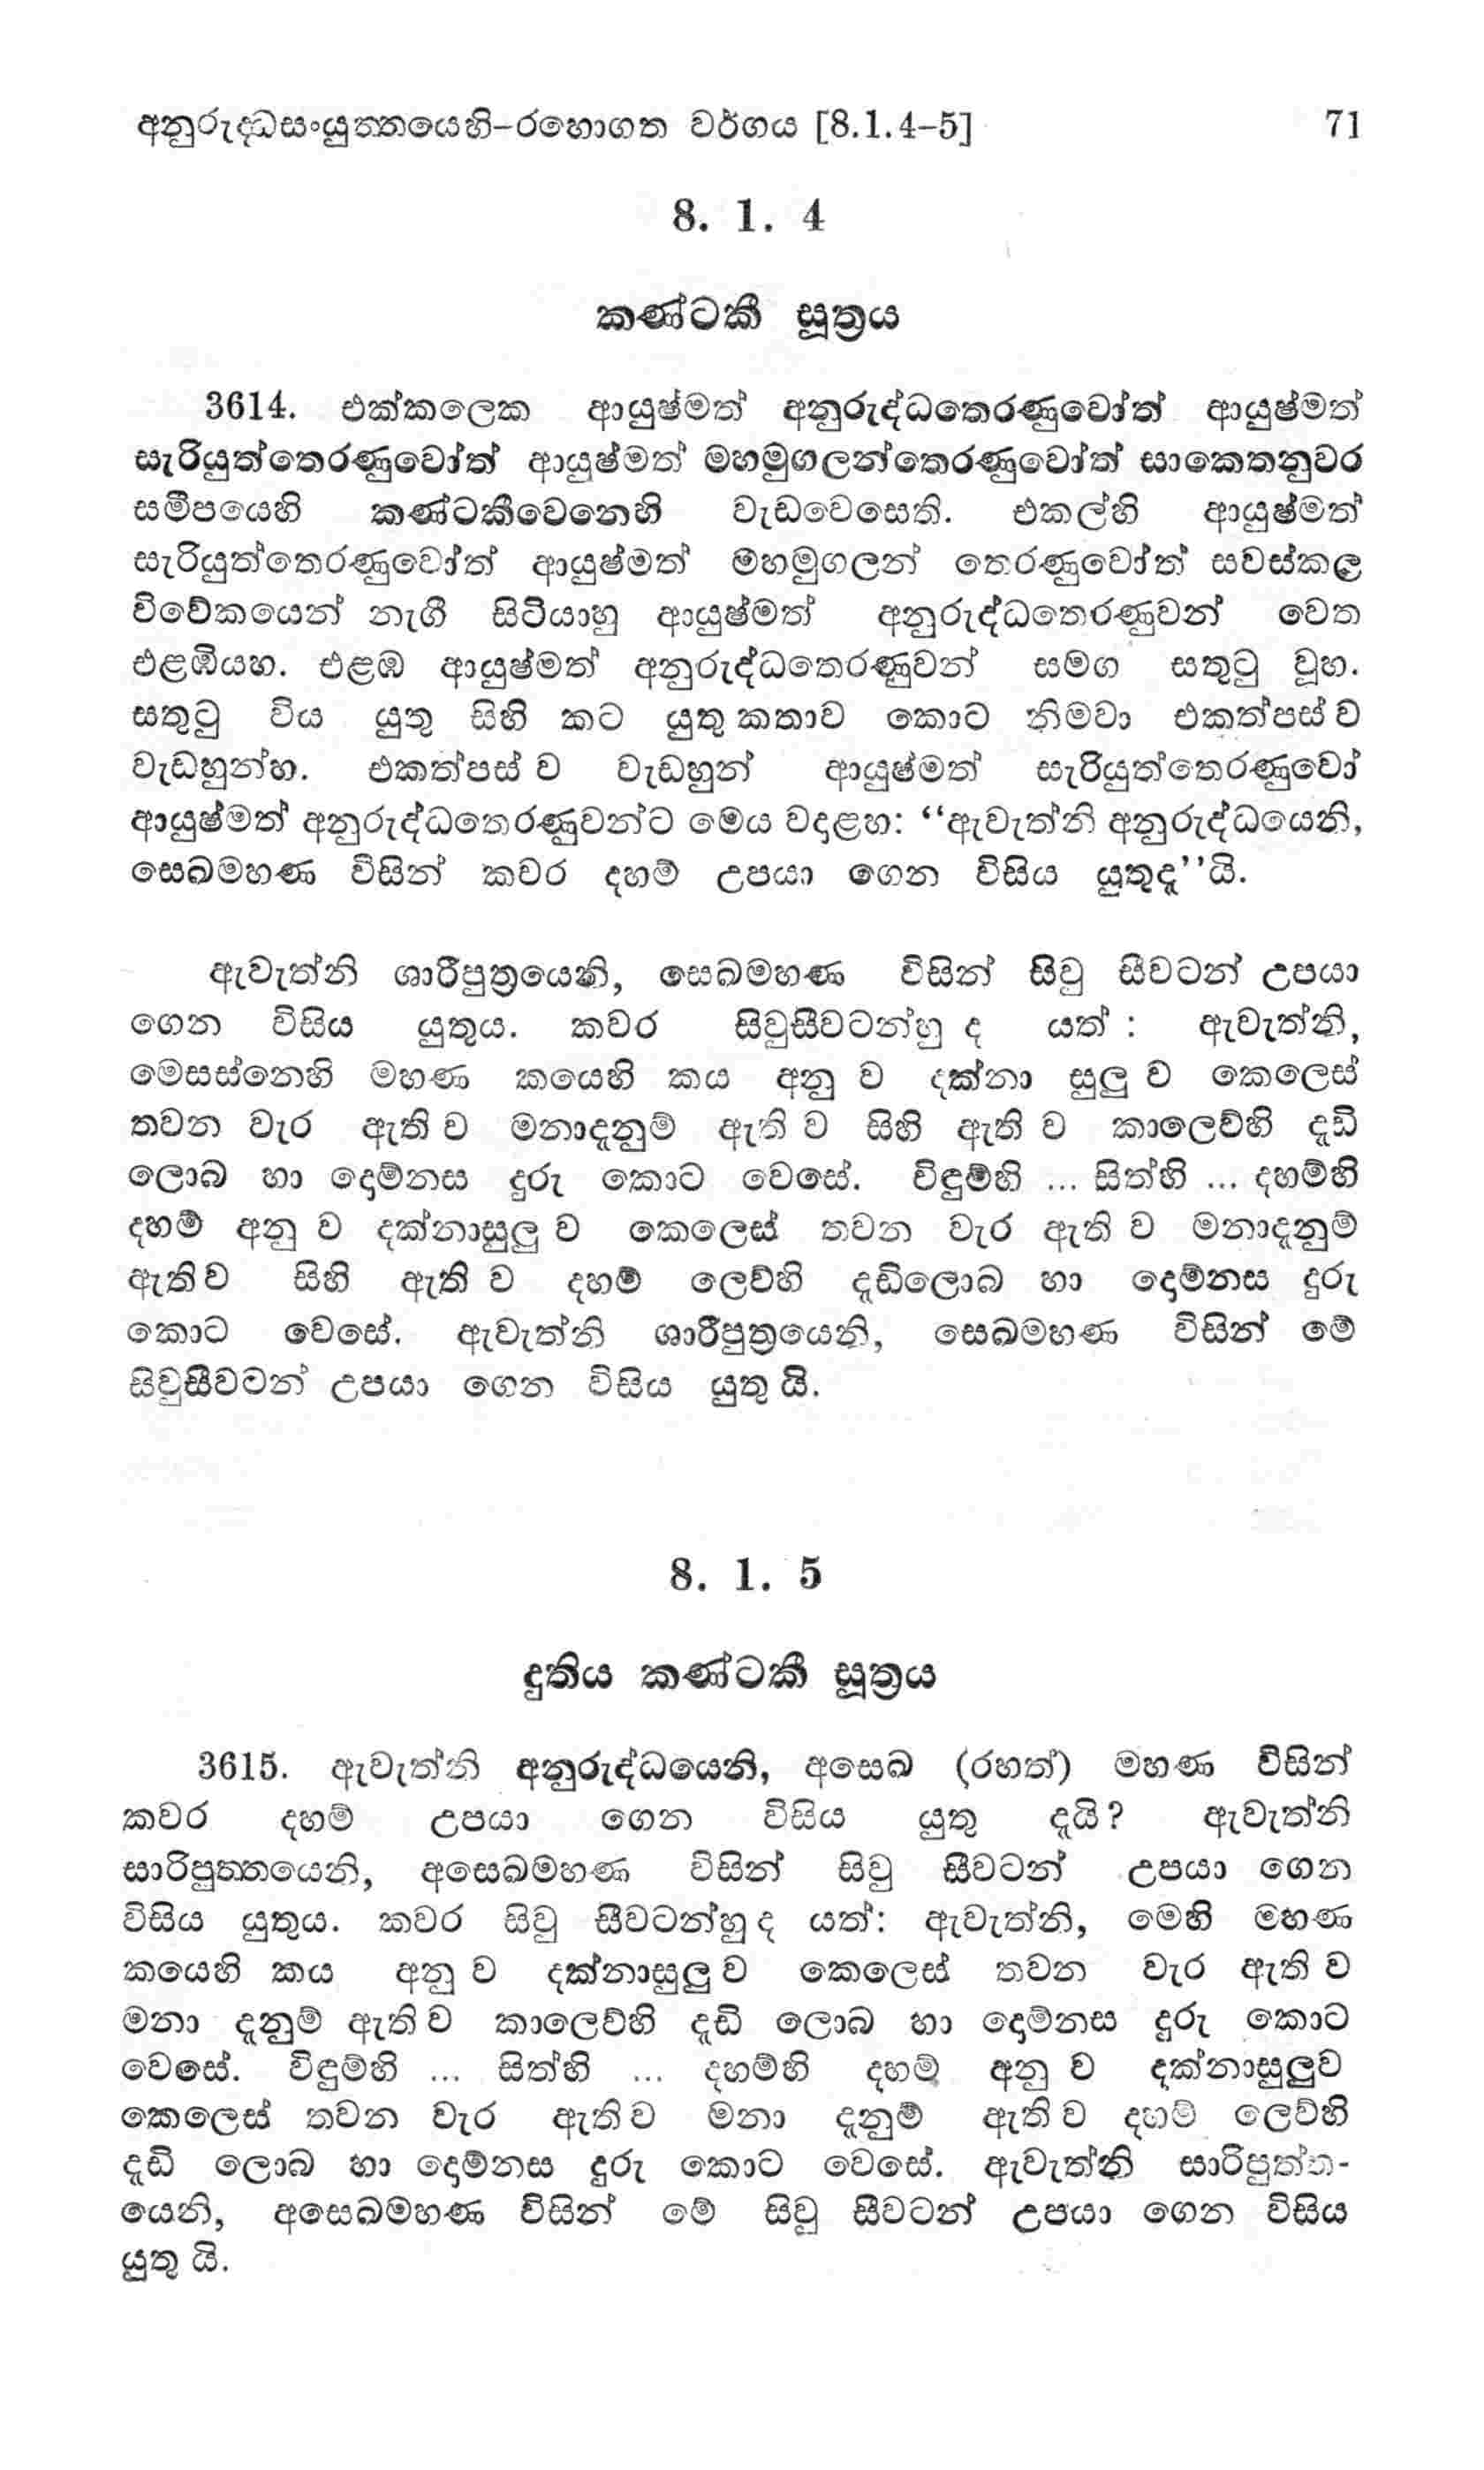 අනුරුද්ධසංයුත්තයෙහි–රහොගත වර්ගය [8.1.4–5] 71
8. 1. 4
කණ්ටකී සූත්‍රය
3614. එක්කලෙක ආයුෂ්මත් අනුරුද්ධතෙරණුවෝත් ආයුෂ්මත්
සැරියුත්තෙරණුවෝත් ආයුෂ්මත් මහමුගලන්තෙරණුවෝත් සාකෙතනුවර
සමීපයෙහි කණ්ටකීවෙනෙහි වැඩවෙසෙති. එකල්හි ආයුෂ්මත්
සැරියුත්තෙරණුවෝත් ආයුෂ්මත් මහමුගලන් තෙරණුවෝත් සවස්කල
විවේකයෙන් නැගී සිටියාහු ආයුෂ්මත් අනුරුද්ධතෙරණුවන් වෙත
එළඹියහ. එළඹ ආයුෂ්මත් අනුරුද්ධතෙරණුවන් සමග සතුටු වූහ.
සතුටු විය යුතු සිහි කට යුතු කතාව කොට නිමවා එකත්පස් ව
වැඩහුන්හ. එකත්පස් ව වැඩහුන් ආයුෂ්මත් සැරියුත්තෙරණුවෝ
ආයුෂ්මත් අනුරුද්ධතෙරණුවන්ට මෙය වදාළහ: “ඇවැත්නි අනුරුද්ධයෙනි,
සෙඛමහණ විසින් කවර දහම් උපයා ගෙන විසිය යුතුදැ”යි.
ඇවැත්නි ශාරීපුත්‍රයෙනි, සෙඛමහණ විසින් සිවු සීවටන් උපයා
ගෙන විසිය යුතුය. කවර සිවුසීවටන්හු ද යත් : ඇවැත්නි,
මෙසස්නෙහි මහණ කයෙහි කය අනු ව දක්නා සුලු ව කෙලෙස්
තවන වැර ඇති ව මනාදැනුම් ඇති ව සිහි ඇති ව කාලෙව්හි දැඩි
ලොබ හා දොම්නස දුරු කොට වෙසේ. විඳුම්හි ... සිත්හි ... දහම්හි
දහම් අනු ව දක්නාසුලු ව කෙලෙස් තවන වැර ඇති ව මනාදැනුම්
ඇතිව සිහි ඇති ව දහම් ලෙව්හි දැඩිලොබ හා දොම්නස දුරු
කොට වෙසේ. ඇවැත්නි ශාරීපුත්‍රයෙනි, සෙඛමහණ විසින් මේ
සිවුසීවටන් උපයා ගෙන විසිය යුතු යි.
8. 1. 5
දුතිය කණ්ටකී සූත්‍රය
3615. ඇවැත්නි අනුරුද්ධයෙනි, අසෙඛ (රහත්) මහණ විසින්
කවර දහම් උපයා ගෙන විසිය යුතු දැයි? ඇවැත්නි
සාරිපුත්තයෙනි, අසෙඛමහණ විසින් සිවු සීවටන් උපයා ගෙන
විසිය යුතුය. කවර සිවු සීවටන්හු ද යත්: ඇවැත්නි, මෙහි මහණ
කයෙහි කය අනු ව දක්නාසුලු ව කෙලෙස් තවන වැර ඇති ව
මනා දැනුම් ඇති ව කාලෙව්හි දැඩි ලොබ හා දොම්නස දුරු කොට
වෙසේ. විඳුම්හි ... සිත්හි ... දහම්හි දහම් අනු ව දක්නාසුලුව
කෙලෙස් තවන වැර ඇති ව මනා දැනුම් ඇති ව දහම් ලෙව්හි
දැඩි ලොබ හා දොම්නස දුරු කොට වෙසේ. ඇවැත්නි සාරිපුත්ත-
යෙනි, අසෙඛමහණ විසින් මේ සිවු සීවටන් උපයා ගෙන විසිය
යුතු යි.